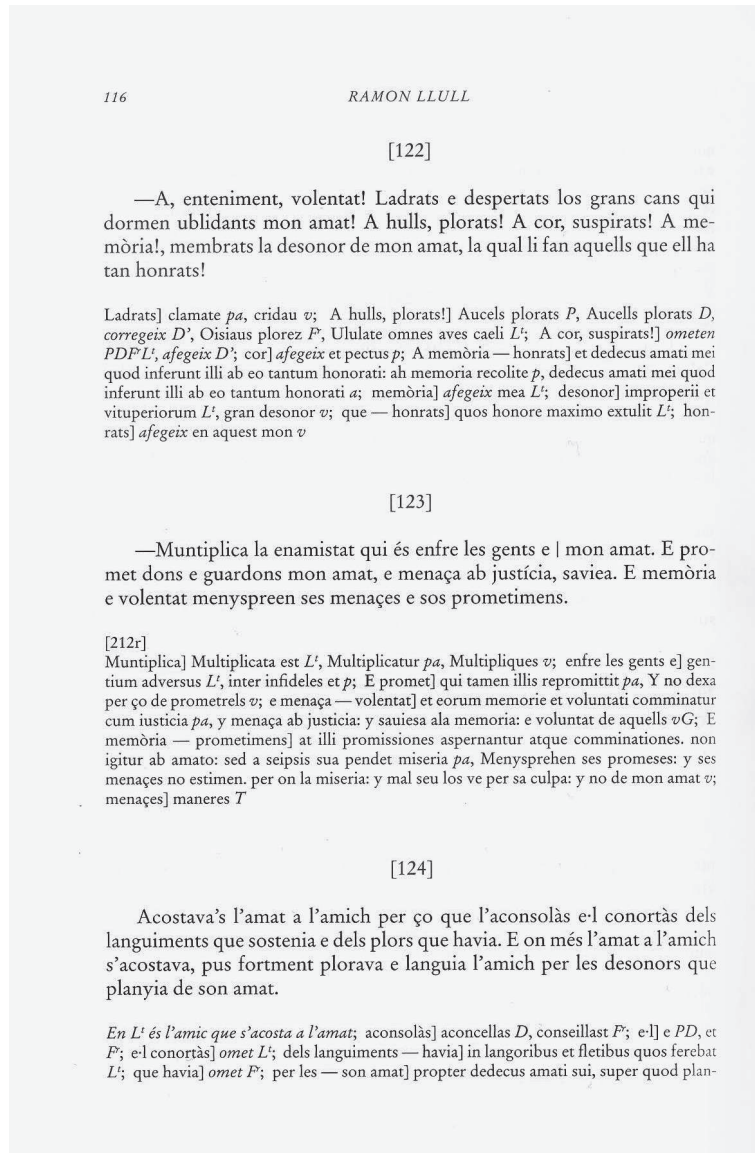 116 RAMON LLULL
[122]
—A, enteniment, volentat! Ladrats e despertats los grans cans qui
dormen ublidants mon amat! A hulls, plorats! A cor, suspirats! A me-
mòria!, membrats la desonor de mon amat, la qual li fan aquells que ell ha
tan honrats!
Ladrats] clamate pa, cridau v; A hulls, plorats!] Aucels plorats P, Aucells plorats D,
corregeix D’, Oisiaus plorez Fʳ, Ululate omnes aves caeli Lᵗ; A cor, suspirats!] ometen
PDFʳLᵗ, afegeix D’; cor] afegeix et pectus p; A memòria — honrats] et dedecus amati mei
quod inferunt illi ab eo tantum honorati: ah memoria recolite p, dedecus amati mei quod
inferunt illi ab eo tantum honorati a; memòria] afegeix mea Lᵗ; desonor] improperii et
vituperiorum Lᵗ, gran desonor v; que — honrats] quos honore maximo extulit Lᵗ; hon-
rats] afegeix en aquest mon v
[123]
—Muntiplica la enamistat qui és enfre les gents e | mon amat. E pro-
met dons e guardons mon amat, e menaça ab justícia, saviea. E memòria
e volentat menyspreen ses menaçes e sos prometimens.
[212r]
Muntiplica] Multiplicata est Lᵗ, Multiplicatur pa, Multipliques v; enfre les gents e] gen-
tium adversus Lᵗ, inter infideles et p; E promet] qui tamen illis repromittit pa, Y no dexa
per ço de prometrels v; e menaça — volentat] et eorum memorie et voluntati comminatur
cum iusticia pa, y menaça ab justicia: y sauiesa ala memoria: e voluntat de aquells vG; E
memòria — prometimens] at illi promissiones aspernantur atque comminationes. non
igitur ab amato: sed a seipsis sua pendet miseria pa, Menysprehen ses promeses: y ses
menaçes no estimen. per on la miseria: y mal seu los ve per sa culpa: y no de mon amat v;
menaçes] maneres T
[124]
Acostava’s l’amat a l’amich per ço que l’aconsolàs e·l conortàs dels
languiments que sostenia e dels plors que havia. E on més l’amat a l’amich
s’acostava, pus fortment plorava e languia l’amich per les desonors que
planyia de son amat.
En Lᵗ és l’amic que s’acosta a l’amat; aconsolàs] aconcellas D, conseillast Fʳ; e·l] e PD, et
Fʳ; e·l conortàs] omet Lᵗ; dels languiments — havia] in langoribus et fletibus quos ferebat
Lᵗ; que havia] omet Fʳ; per les — son amat] propter dedecus amati sui, super quod plan-